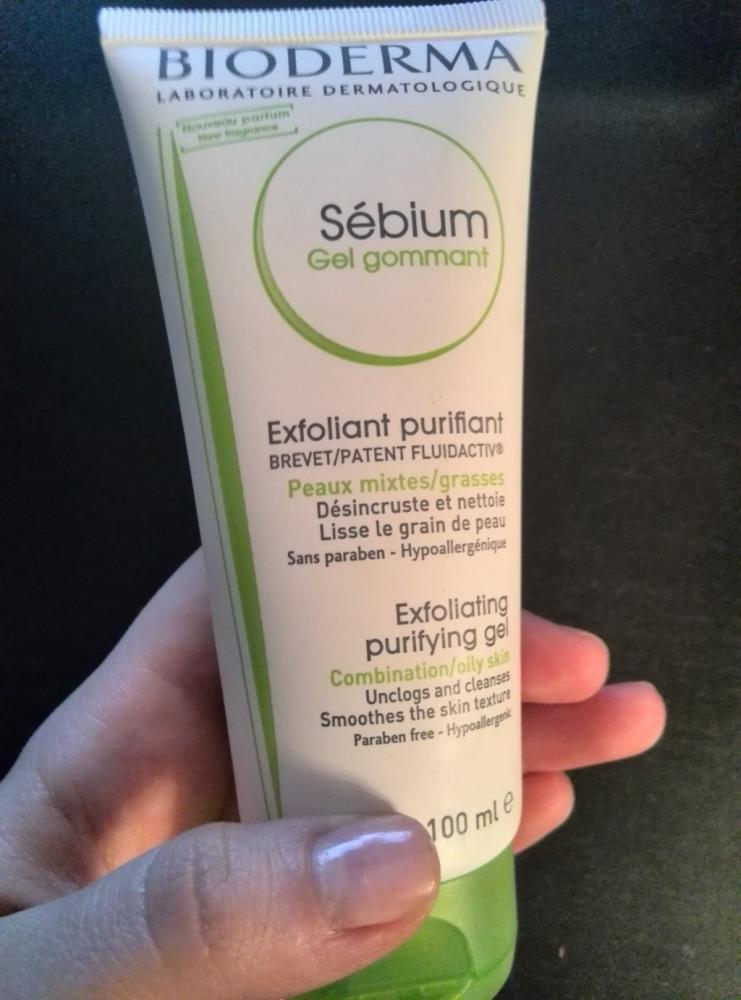 BIODERMA
LABORATOIRE DERMATOLOGIQUE
Nouveau parfum
New fragrance
Sébium
Gel gommant
Exfoliant purifiant
BREVET/PATENT FLUIDACTIV®
Peaux mixtes/grasses
Désincruste et nettoie
Lisse le grain de peau
Sans paraben - Hypoallergénique
Exfoliating
purifying gel
Combination/oily skin
Unclogs and cleanses
Smoothes the skin texture
Paraben free - Hypoallergenic
100 ml e